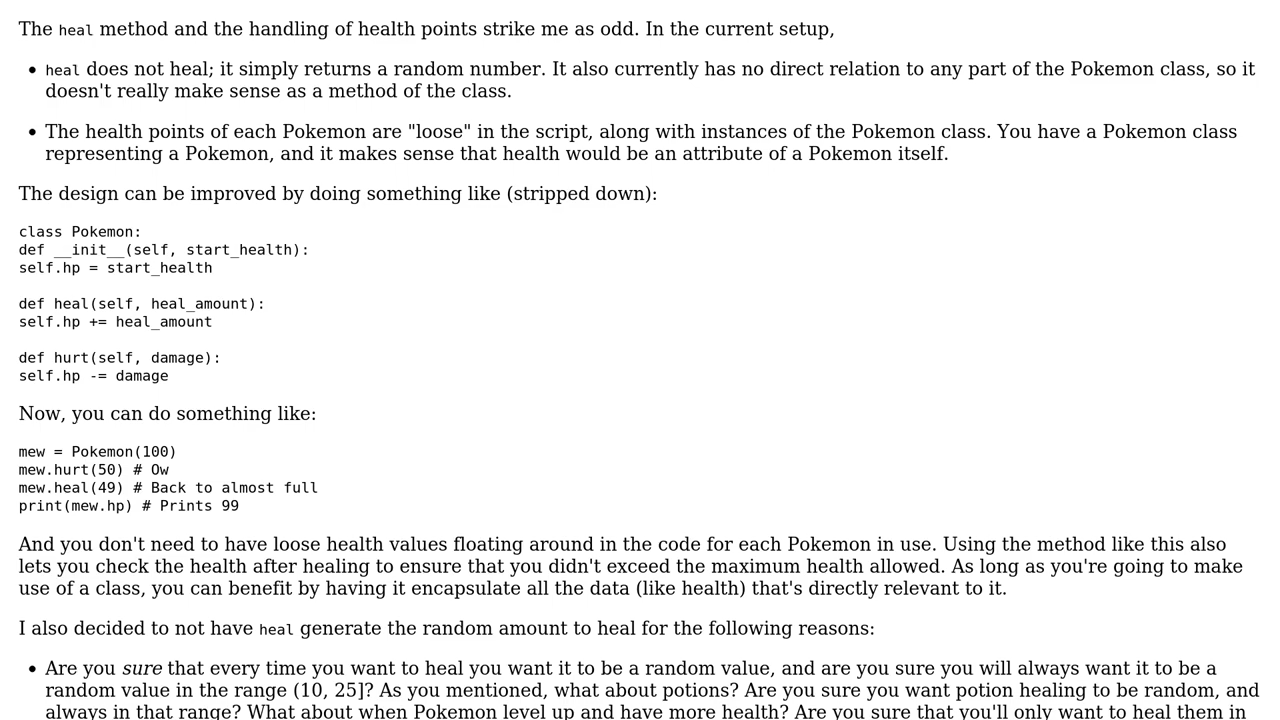 The heal method and the handling of health points strike me as odd. In the current setup,
• heal does not heal; it simply returns a random number. It also currently has no direct relation to any part of the Pokemon class, so it
doesn't really make sense as a method of the class.
• The health points of each Pokemon are "loose" in the script, along with instances of the Pokemon class. You have a Pokemon class
representing a Pokemon, and it makes sense that health would be an attribute of a Pokemon itself.
The design can be improved by doing something like (stripped down):
class Pokemon:
def __init__(self, start_health):
self.hp = start_health
def heal(self, heal_amount):
self.hp += heal_amount
def hurt(self, damage):
self.hp -= damage
Now, you can do something like:
mew = Pokemon(100)
mew.hurt(50) # Ow
mew.heal(49) # Back to almost full
print(mew.hp) # Prints 99
And you don't need to have loose health values floating around in the code for each Pokemon in use. Using the method like this also
lets you check the health after healing to ensure that you didn't exceed the maximum health allowed. As long as you're going to make
use of a class, you can benefit by having it encapsulate all the data (like health) that's directly relevant to it.
I also decided to not have heal generate the random amount to heal for the following reasons:
• Are you sure that every time you want to heal you want it to be a random value, and are you sure you will always want it to be a
random value in the range (10, 25]? As you mentioned, what about potions? Are you sure you want potion healing to be random, and
always in that range? What about when Pokemon level up and have more health? Are you sure that you'll only want to heal them in